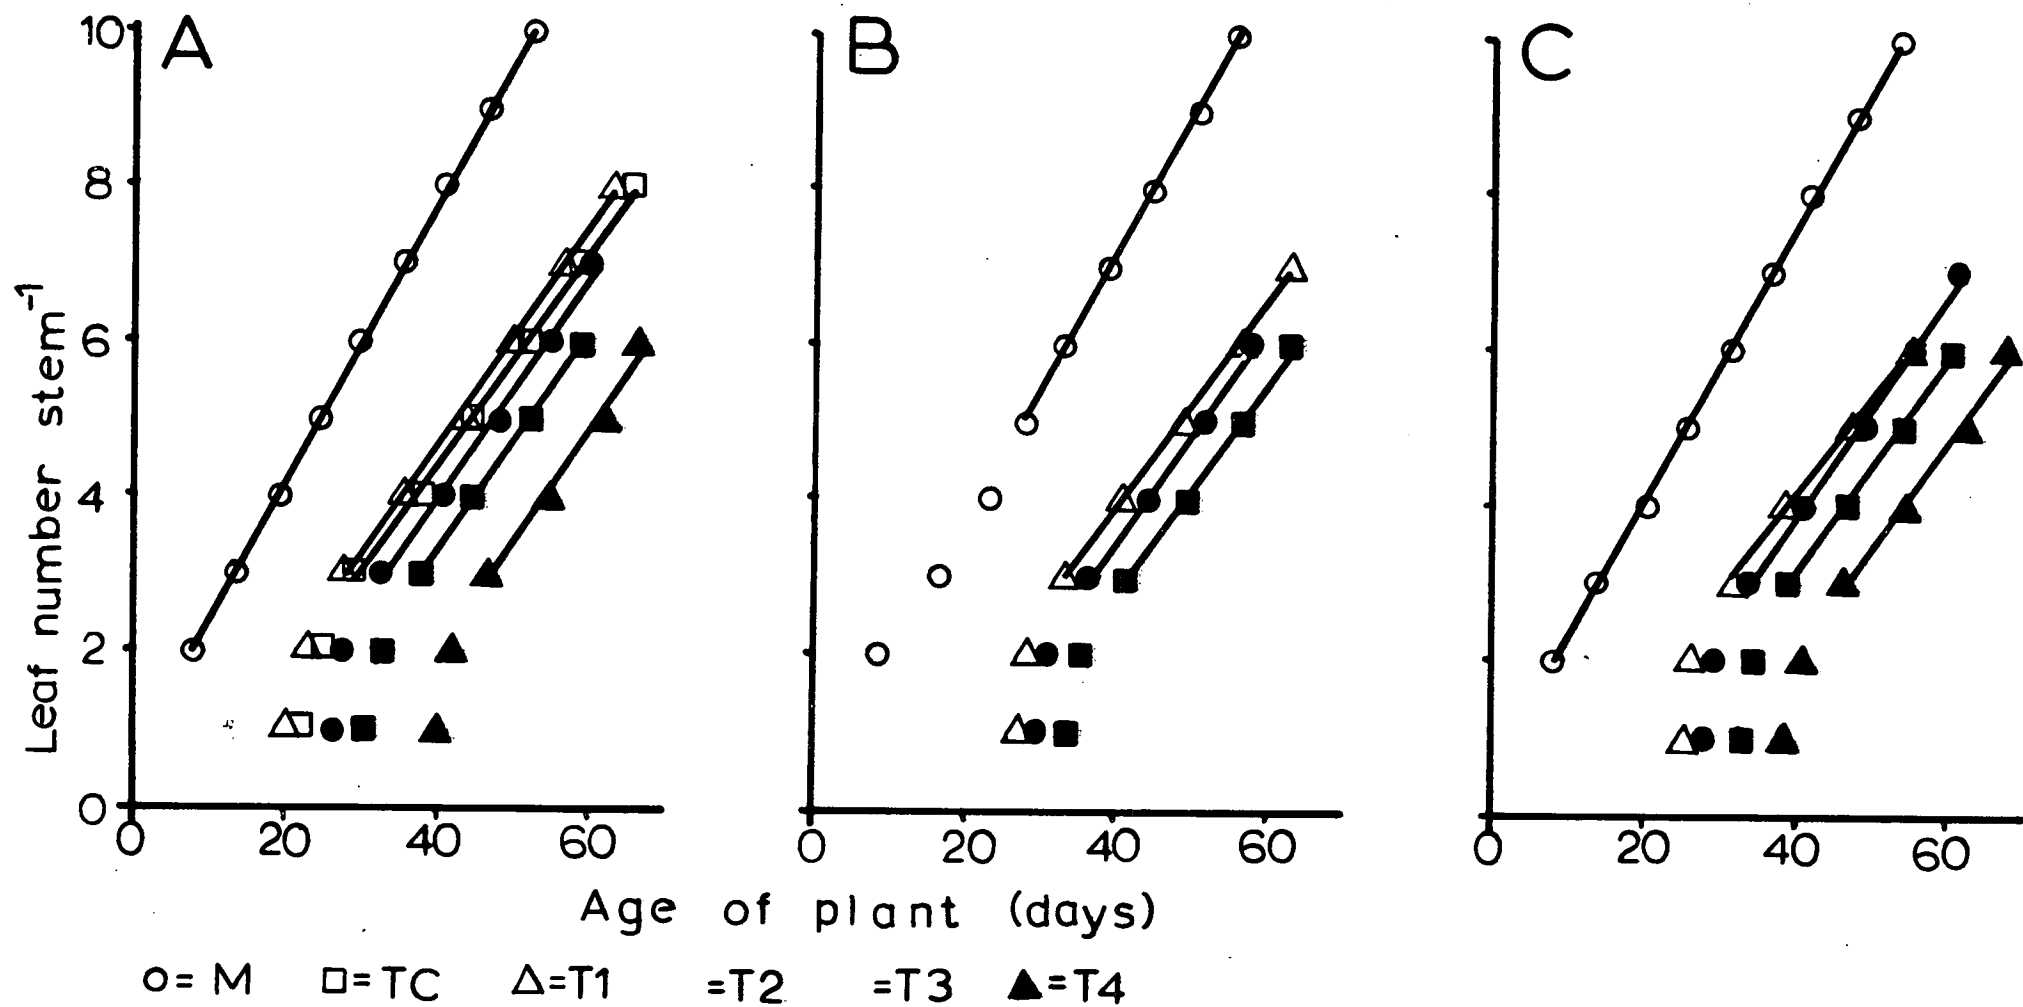 A B C
10
8
6
4
2
0
Leaf number stem⁻¹
0 20 40 60 0 20 40 60 0 20 40 60
Age of plant (days)
○= M □=TC △=T1 =T2 =T3 ▲=T4